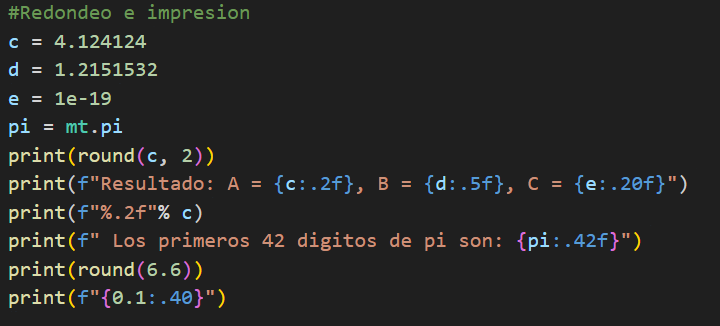 #Redondeo e impresion
c = 4.124124
d = 1.2151532
e = 1e-19
pi = mt.pi
print(round(c, 2))
print(f"Resultado: A = {c:.2f}, B = {d:.5f}, C = {e:.20f}")
print(f"%.2f"% c)
print(f" Los primeros 42 digitos de pi son: {pi:.42f}")
print(round(6.6))
print(f"{0.1:.40}")